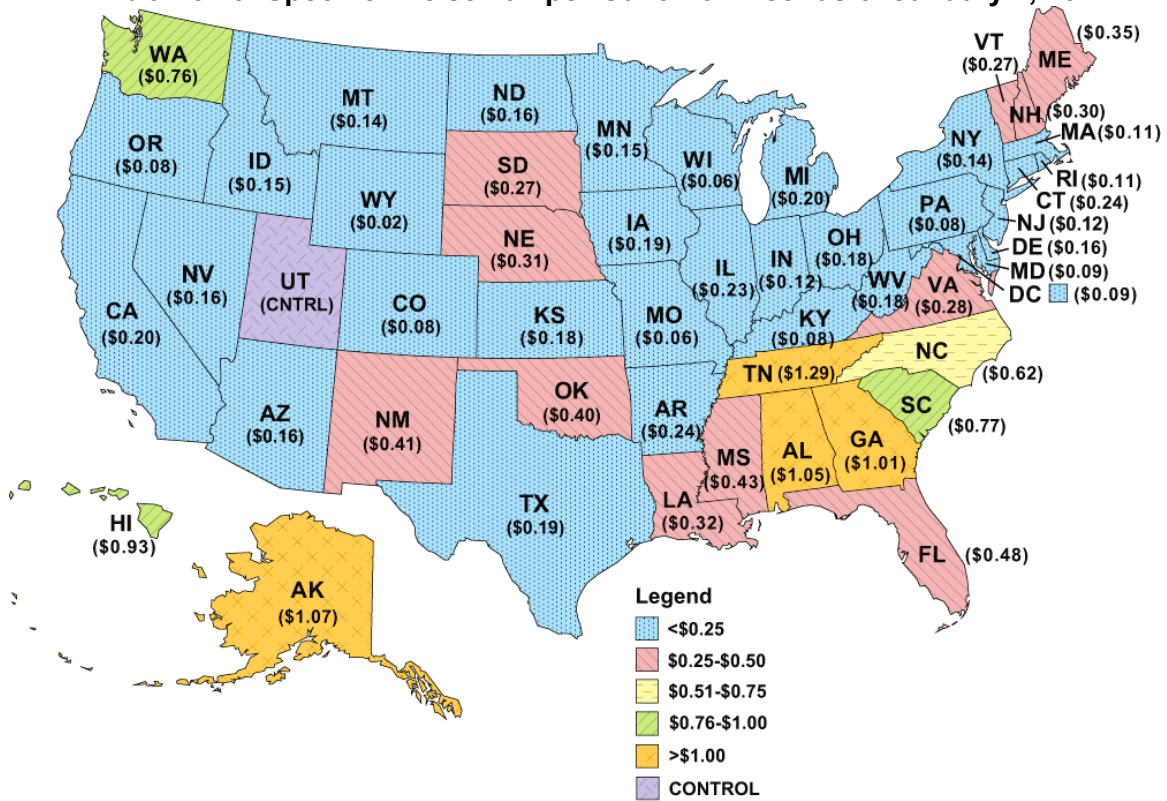 WA
($0.76)
MT
($0.14)
ND
($0.16)
MN
($0.15)
VT
($0.27)
ME
($0.35)
NH
($0.30)
MA ($0.11)
OR
($0.08)
ID
($0.15)
WY
($0.02)
SD
($0.27)
WI
($0.06)
MI
($0.20)
NY
($0.14)
RI ($0.11)
CT ($0.24)
NJ ($0.12)
DE ($0.16)
MD ($0.09)
DC ($0.09)
PA
($0.08)
NE
($0.31)
IA
($0.19)
IL
($0.23)
IN
($0.12)
OH
($0.18)
WV
($0.18)
VA
($0.28)
NV
($0.16)
UT
(CNTRL)
CA
($0.20)
CO
($0.08)
KS
($0.18)
MO
($0.06)
KY
($0.08)
NC
($0.62)
TN ($1.29)
SC
($0.77)
AZ
($0.16)
NM
($0.41)
OK
($0.40)
AR
($0.24)
MS
($0.43)
AL
($1.05)
GA
($1.01)
TX
($0.19)
LA
($0.32)
FL
($0.48)
HI
($0.93)
AK
($1.07)
Legend
<$0.25
$0.25-$0.50
$0.51-$0.75
$0.76-$1.00
>$1.00
CONTROL